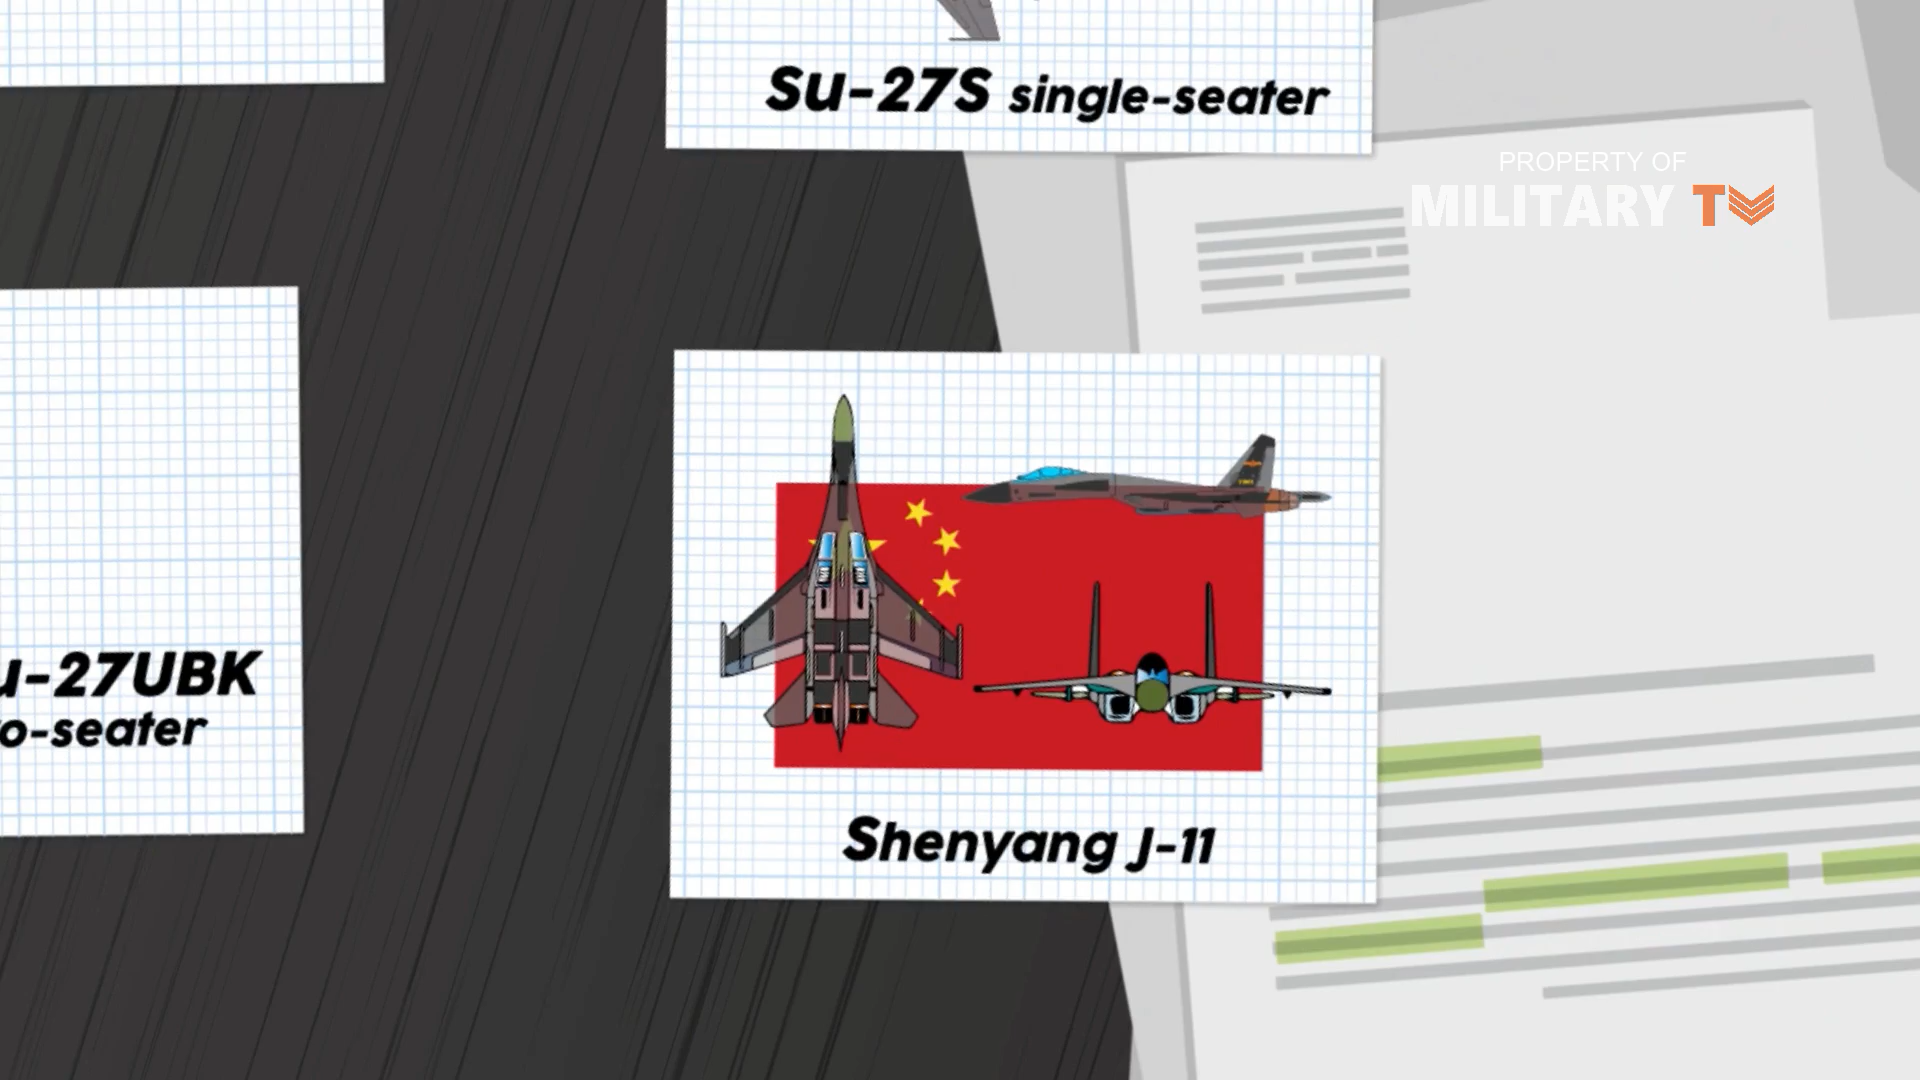 Su-27S single-seater
PROPERTY OF
MILITARY TV
u-27UBK
o-seater
Shenyang J-11